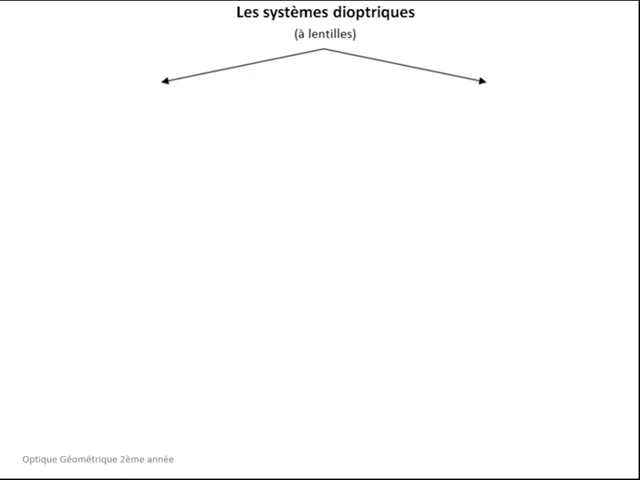 Les systèmes dioptriques
(à lentilles)
Optique Géométrique 2ème année